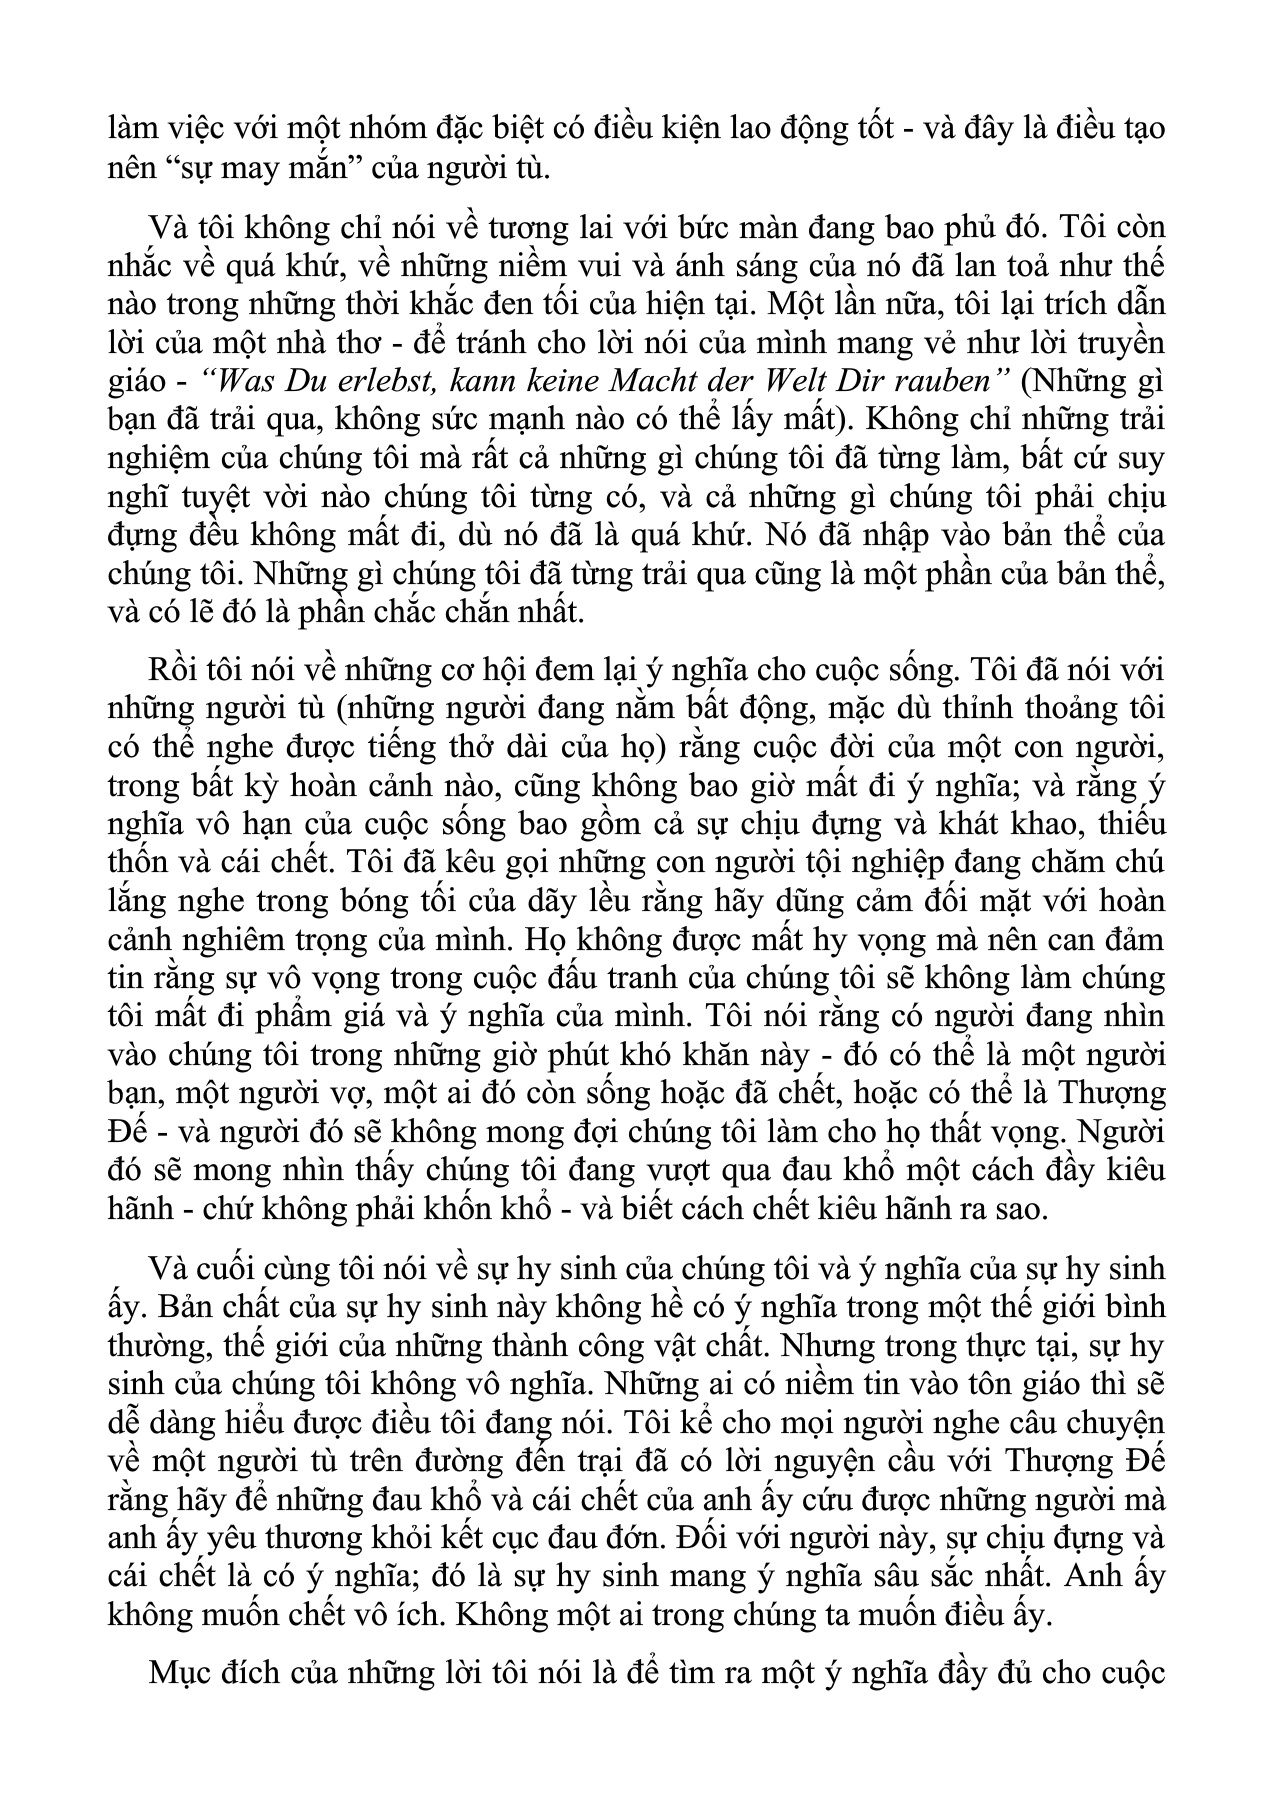 làm việc với một nhóm đặc biệt có điều kiện lao động tốt - và đây là điều tạo
nên “sự may mắn” của người tù.
Và tôi không chỉ nói về tương lai với bức màn đang bao phủ đó. Tôi còn
nhắc về quá khứ, về những niềm vui và ánh sáng của nó đã lan toả như thế
nào trong những thời khắc đen tối của hiện tại. Một lần nữa, tôi lại trích dẫn
lời của một nhà thơ - để tránh cho lời nói của mình mang vẻ như lời truyền
giáo - “Was Du erlebst, kann keine Macht der Welt Dir rauben” (Những gì
bạn đã trải qua, không sức mạnh nào có thể lấy mất). Không chỉ những trải
nghiệm của chúng tôi mà rất cả những gì chúng tôi đã từng làm, bất cứ suy
nghĩ tuyệt vời nào chúng tôi từng có, và cả những gì chúng tôi phải chịu
đựng đều không mất đi, dù nó đã là quá khứ. Nó đã nhập vào bản thể của
chúng tôi. Những gì chúng tôi đã từng trải qua cũng là một phần của bản thể,
và có lẽ đó là phần chắc chắn nhất.
Rồi tôi nói về những cơ hội đem lại ý nghĩa cho cuộc sống. Tôi đã nói với
những người tù (những người đang nằm bất động, mặc dù thỉnh thoảng tôi
có thể nghe được tiếng thở dài của họ) rằng cuộc đời của một con người,
trong bất kỳ hoàn cảnh nào, cũng không bao giờ mất đi ý nghĩa; và rằng ý
nghĩa vô hạn của cuộc sống bao gồm cả sự chịu đựng và khát khao, thiếu
thốn và cái chết. Tôi đã kêu gọi những con người tội nghiệp đang chăm chú
lắng nghe trong bóng tối của dãy lều rằng hãy dũng cảm đối mặt với hoàn
cảnh nghiêm trọng của mình. Họ không được mất hy vọng mà nên can đảm
tin rằng sự vô vọng trong cuộc đấu tranh của chúng tôi sẽ không làm chúng
tôi mất đi phẩm giá và ý nghĩa của mình. Tôi nói rằng có người đang nhìn
vào chúng tôi trong những giờ phút khó khăn này - đó có thể là một người
bạn, một người vợ, một ai đó còn sống hoặc đã chết, hoặc có thể là Thượng
Đế - và người đó sẽ không mong đợi chúng tôi làm cho họ thất vọng. Người
đó sẽ mong nhìn thấy chúng tôi đang vượt qua đau khổ một cách đầy kiêu
hãnh - chứ không phải khốn khổ - và biết cách chết kiêu hãnh ra sao.
Và cuối cùng tôi nói về sự hy sinh của chúng tôi và ý nghĩa của sự hy sinh
ấy. Bản chất của sự hy sinh này không hề có ý nghĩa trong một thế giới bình
thường, thế giới của những thành công vật chất. Nhưng trong thực tại, sự hy
sinh của chúng tôi không vô nghĩa. Những ai có niềm tin vào tôn giáo thì sẽ
dễ dàng hiểu được điều tôi đang nói. Tôi kể cho mọi người nghe câu chuyện
về một người tù trên đường đến trại đã có lời nguyện cầu với Thượng Đế
rằng hãy để những đau khổ và cái chết của anh ấy cứu được những người mà
anh ấy yêu thương khỏi kết cục đau đớn. Đối với người này, sự chịu đựng và
cái chết là có ý nghĩa; đó là sự hy sinh mang ý nghĩa sâu sắc nhất. Anh ấy
không muốn chết vô ích. Không một ai trong chúng ta muốn điều ấy.
Mục đích của những lời tôi nói là để tìm ra một ý nghĩa đầy đủ cho cuộc